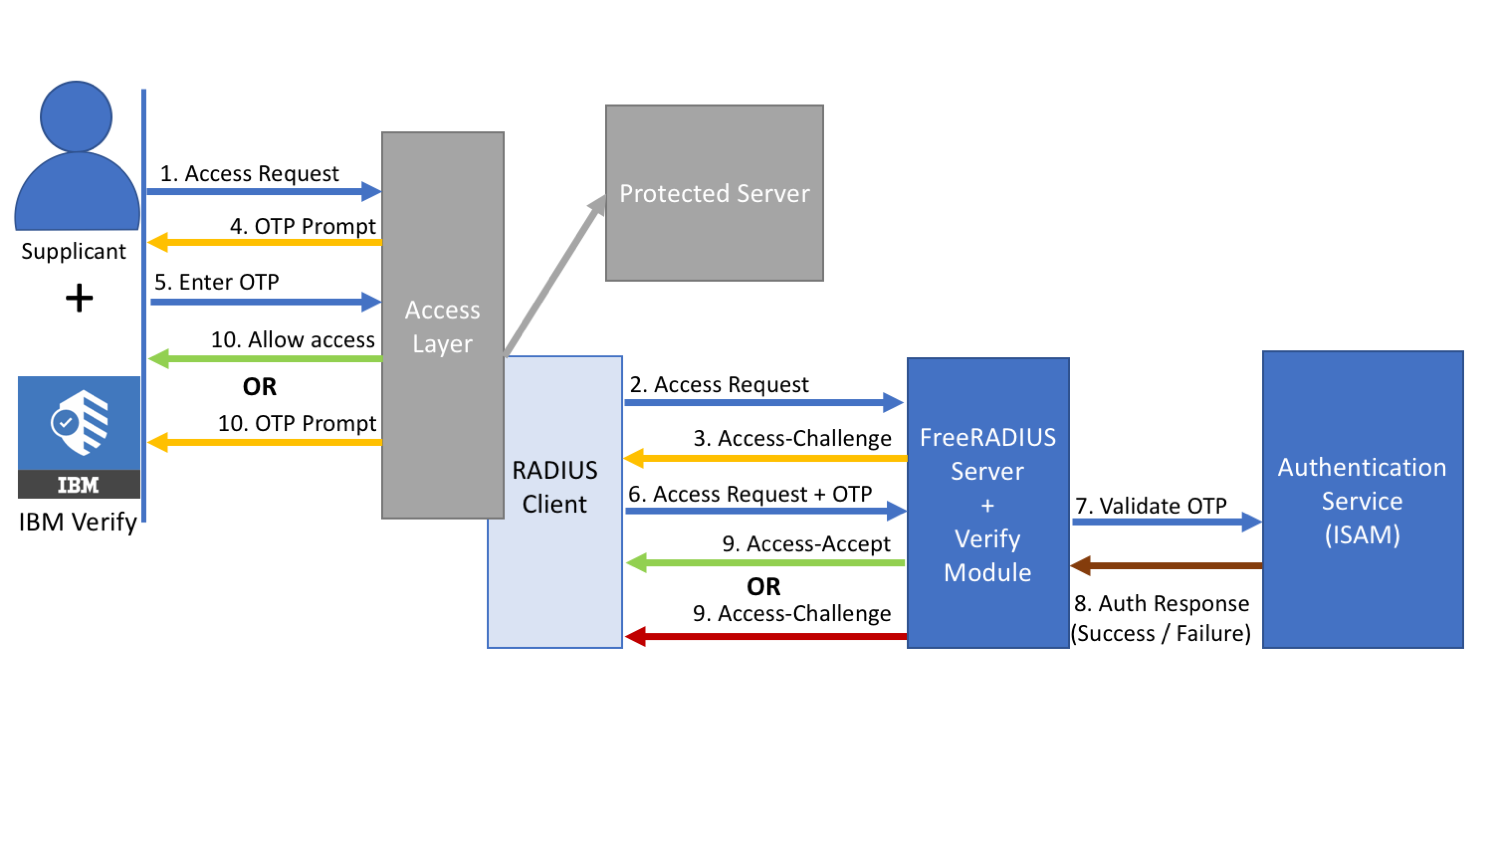 1. Access Request
4. OTP Prompt
Supplicant
+
5. Enter OTP
10. Allow access
OR
10. OTP Prompt
IBM
IBM Verify
Access
Layer
Protected Server
RADIUS
Client
2. Access Request
3. Access-Challenge
6. Access Request + OTP
9. Access-Accept
OR
9. Access-Challenge
FreeRADIUS
Server
+
Verify
Module
7. Validate OTP
8. Auth Response
(Success / Failure)
Authentication
Service
(ISAM)